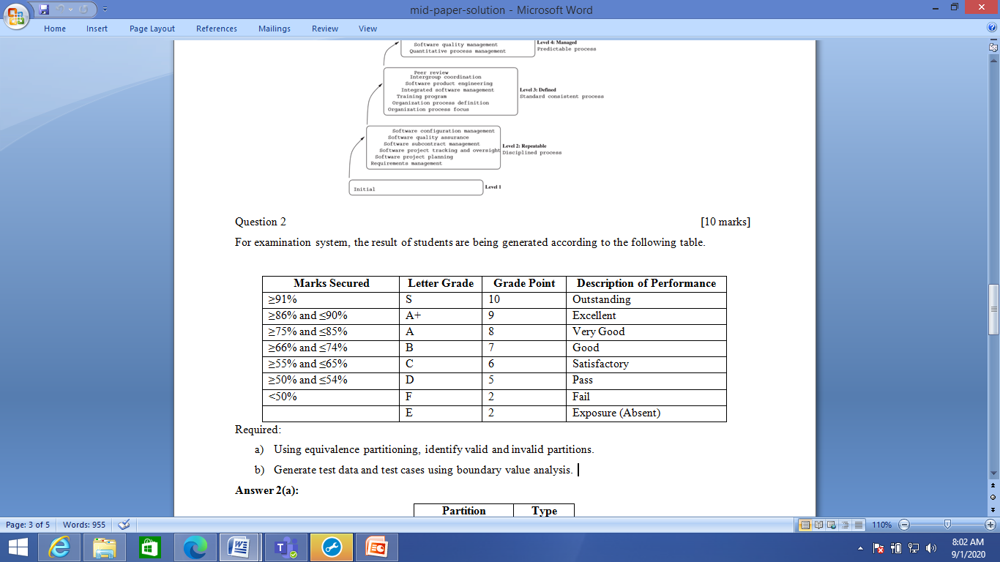 mid-paper-solution - Microsoft Word
Home Insert Page Layout References Mailings Review View
Software quality management
Quantitative process management
Level 4: Managed
Predictable process
Peer review
Intergroup coordination
Software product engineering
Integrated software management
Training program
Organization process definition
Organization process focus
Level 3: Defined
Standard consistent process
Software configuration management
Software quality assurance
Software subcontract management
Software project tracking and oversight
Software project planning
Requirements management
Level 2: Repeatable
Disciplined process
Initial
Level 1
Question 2 [10 marks]
For examination system, the result of students are being generated according to the following table.
Marks Secured Letter Grade Grade Point Description of Performance
≥91% S 10 Outstanding
≥86% and ≤90% A+ 9 Excellent
≥75% and ≤85% A 8 Very Good
≥66% and ≤74% B 7 Good
≥55% and ≤65% C 6 Satisfactory
≥50% and ≤54% D 5 Pass
<50% F 2 Fail
E 2 Exposure (Absent)
Required:
a) Using equivalence partitioning, identify valid and invalid partitions.
b) Generate test data and test cases using boundary value analysis.
Answer 2(a):
Partition Type
Page: 3 of 5 Words: 955 110%
8:02 AM
9/1/2020